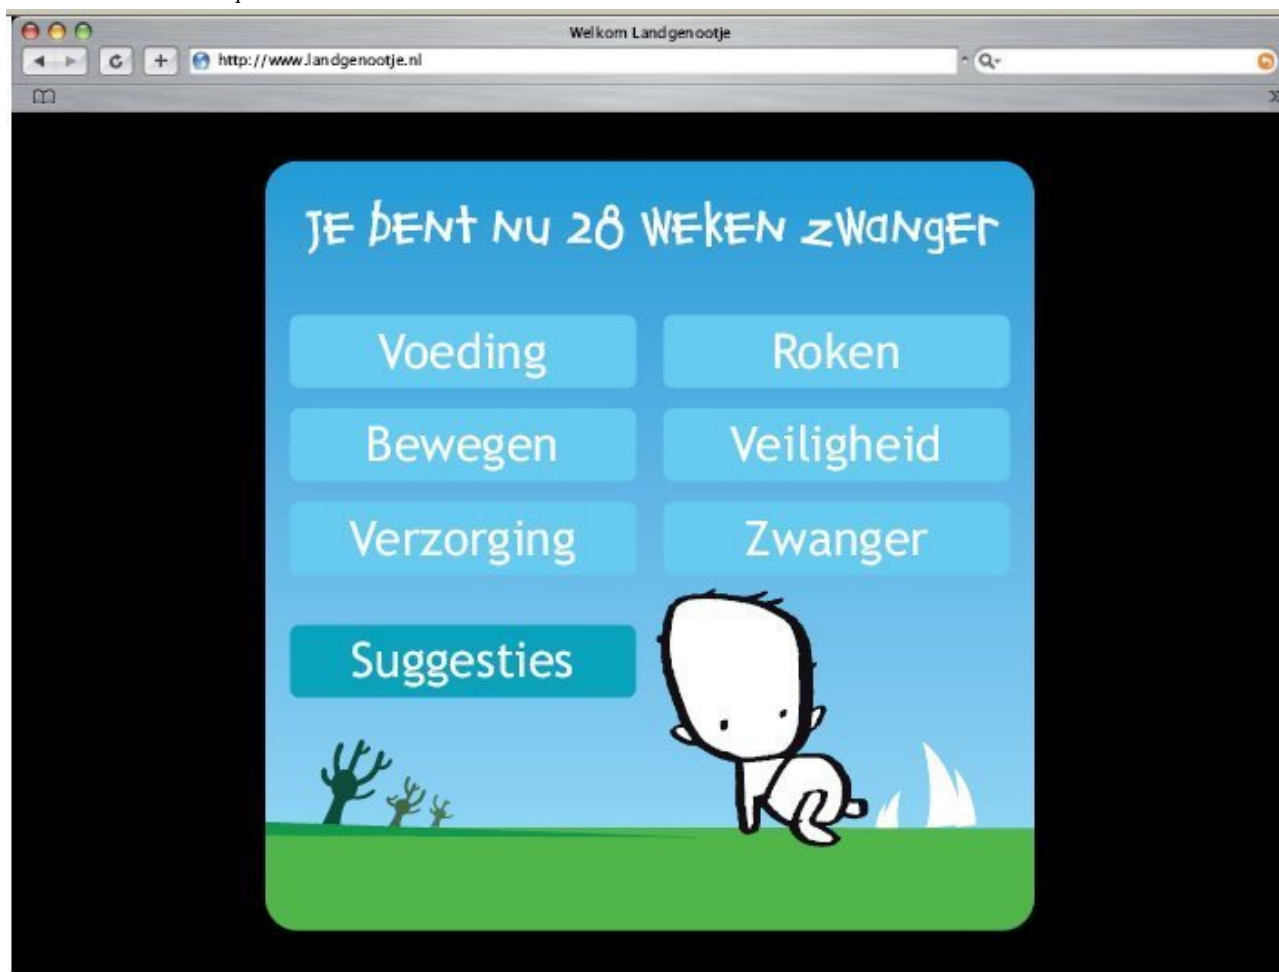 Welkom Landgenootje
http://www.landgenootje.nl
JE bENt NU 28 WEkEN ZWaNgEr
Voeding
Roken
Bewegen
Veiligheid
Verzorging
Zwanger
Suggesties